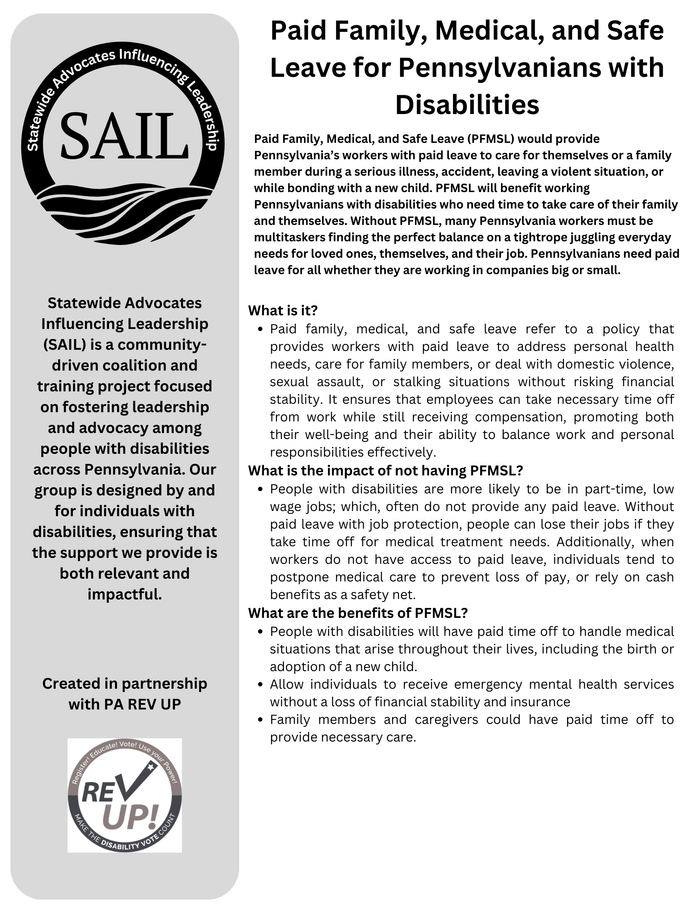 Statewide Advocates Influencing Leadership
SAIL
Statewide Advocates
Influencing Leadership
(SAIL) is a community-
driven coalition and
training project focused
on fostering leadership
and advocacy among
people with disabilities
across Pennsylvania. Our
group is designed by and
for individuals with
disabilities, ensuring that
the support we provide is
both relevant and
impactful.
Created in partnership
with PA REV UP
Register! Educate! Vote! Use your Power!
REV
UP!
MAKE THE DISABILITY VOTE COUNT
Paid Family, Medical, and Safe
Leave for Pennsylvanians with
Disabilities
Paid Family, Medical, and Safe Leave (PFMSL) would provide
Pennsylvania's workers with paid leave to care for themselves or a family
member during a serious illness, accident, leaving a violent situation, or
while bonding with a new child. PFMSL will benefit working
Pennsylvanians with disabilities who need time to take care of their family
and themselves. Without PFMSL, many Pennsylvania workers must be
multitaskers finding the perfect balance on a tightrope juggling everyday
needs for loved ones, themselves, and their job. Pennsylvanians need paid
leave for all whether they are working in companies big or small.
What is it?
• Paid family, medical, and safe leave refer to a policy that
provides workers with paid leave to address personal health
needs, care for family members, or deal with domestic violence,
sexual assault, or stalking situations without risking financial
stability. It ensures that employees can take necessary time off
from work while still receiving compensation, promoting both
their well-being and their ability to balance work and personal
responsibilities effectively.
What is the impact of not having PFMSL?
• People with disabilities are more likely to be in part-time, low
wage jobs; which, often do not provide any paid leave. Without
paid leave with job protection, people can lose their jobs if they
take time off for medical treatment needs. Additionally, when
workers do not have access to paid leave, individuals tend to
postpone medical care to prevent loss of pay, or rely on cash
benefits as a safety net.
What are the benefits of PFMSL?
• People with disabilities will have paid time off to handle medical
situations that arise throughout their lives, including the birth or
adoption of a new child.
• Allow individuals to receive emergency mental health services
without a loss of financial stability and insurance
• Family members and caregivers could have paid time off to
provide necessary care.